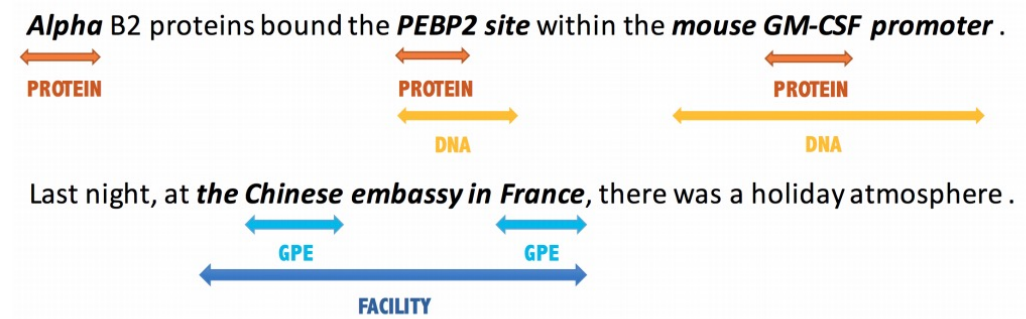 Alpha B2 proteins bound the PEBP2 site within the mouse GM-CSF promoter .
PROTEIN PROTEIN PROTEIN
DNA DNA
Last night, at the Chinese embassy in France, there was a holiday atmosphere .
GPE GPE
FACILITY